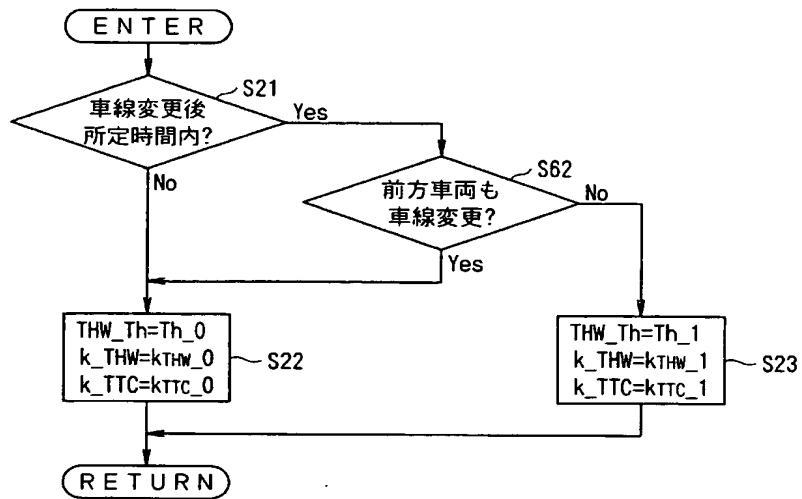 ENTER
S21
車線変更後
所定時間内?
Yes
No
S62
前方車両も
車線変更?
No
Yes
THW_Th=Th_0
k_THW=kTHW_0
k_TTC=kTTC_0
S22
THW_Th=Th_1
k_THW=kTHW_1
k_TTC=kTTC_1
S23
RETURN